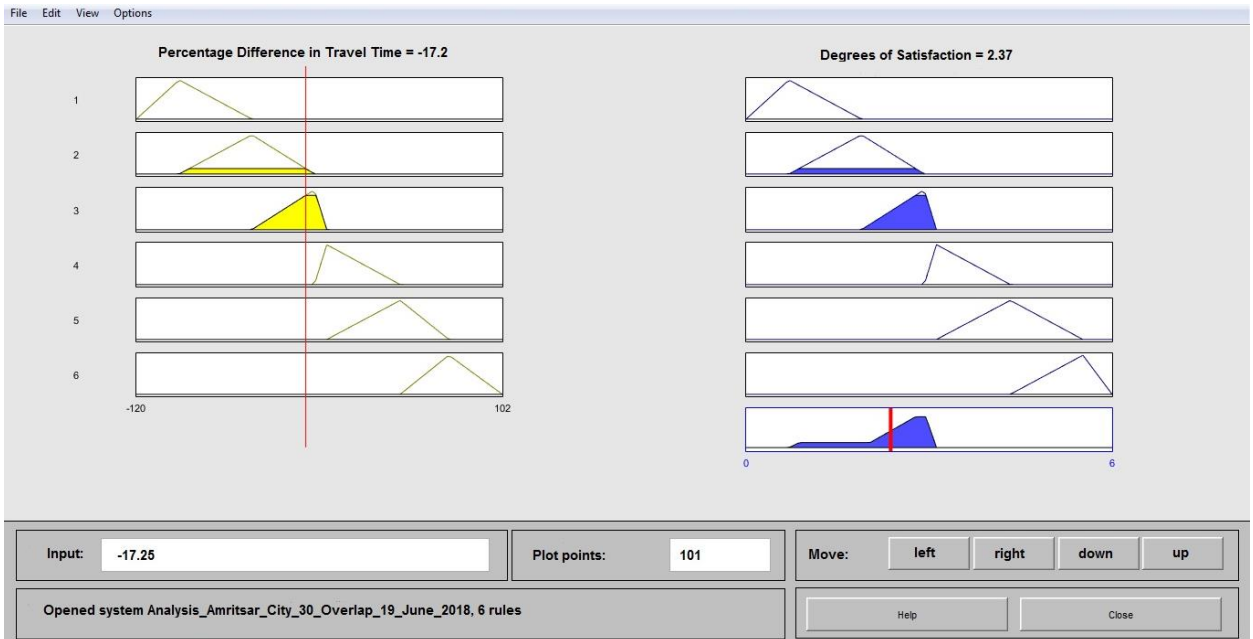 File Edit View Options
Percentage Difference in Travel Time = -17.2
Degrees of Satisfaction = 2.37
1
2
3
4
5
6
-120 102
0 6
Input: -17.25
Plot points: 101
Move: left right down up
Opened system Analysis_Amritsar_City_30_Overlap_19_June_2018, 6 rules
Help Close